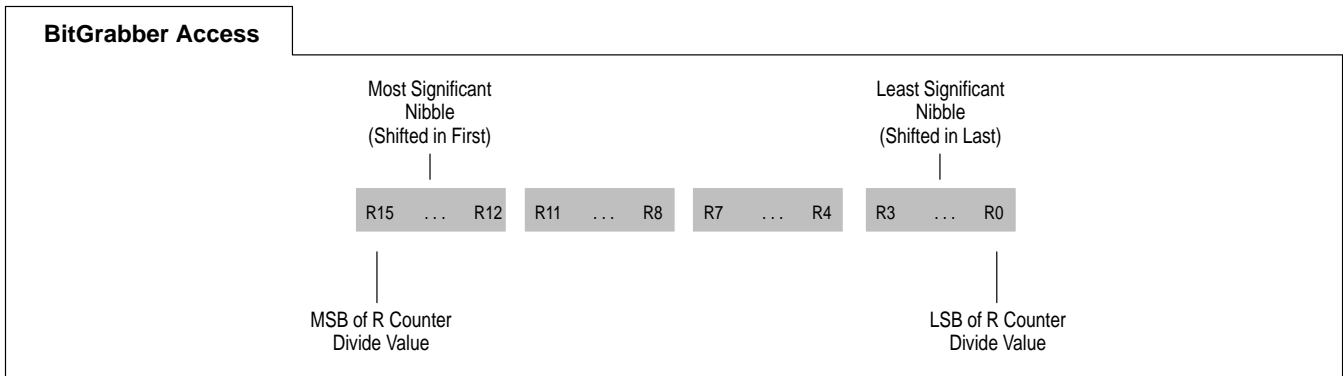 BitGrabber Access
Most Significant
Nibble
(Shifted in First)
Least Significant
Nibble
(Shifted in Last)
R15 ... R12 R11 ... R8 R7 ... R4 R3 ... R0
MSB of R Counter
Divide Value
LSB of R Counter
Divide Value